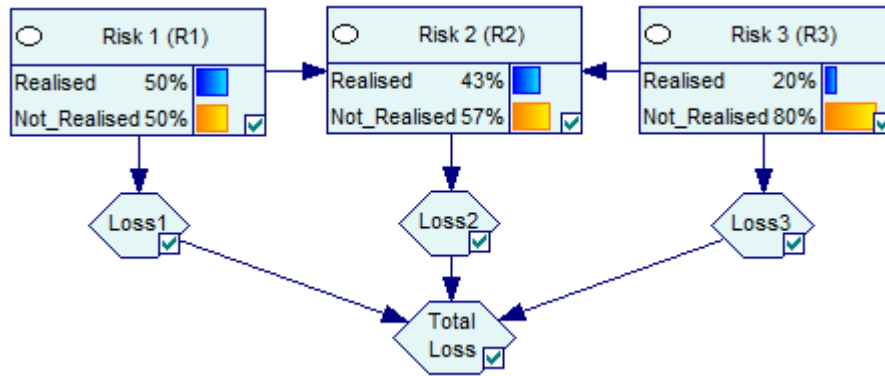 Risk 1 (R1)
Realised 50%
Not_Realised 50%
Risk 2 (R2)
Realised 43%
Not_Realised 57%
Risk 3 (R3)
Realised 20%
Not_Realised 80%
Loss1
Loss2
Loss3
Total
Loss